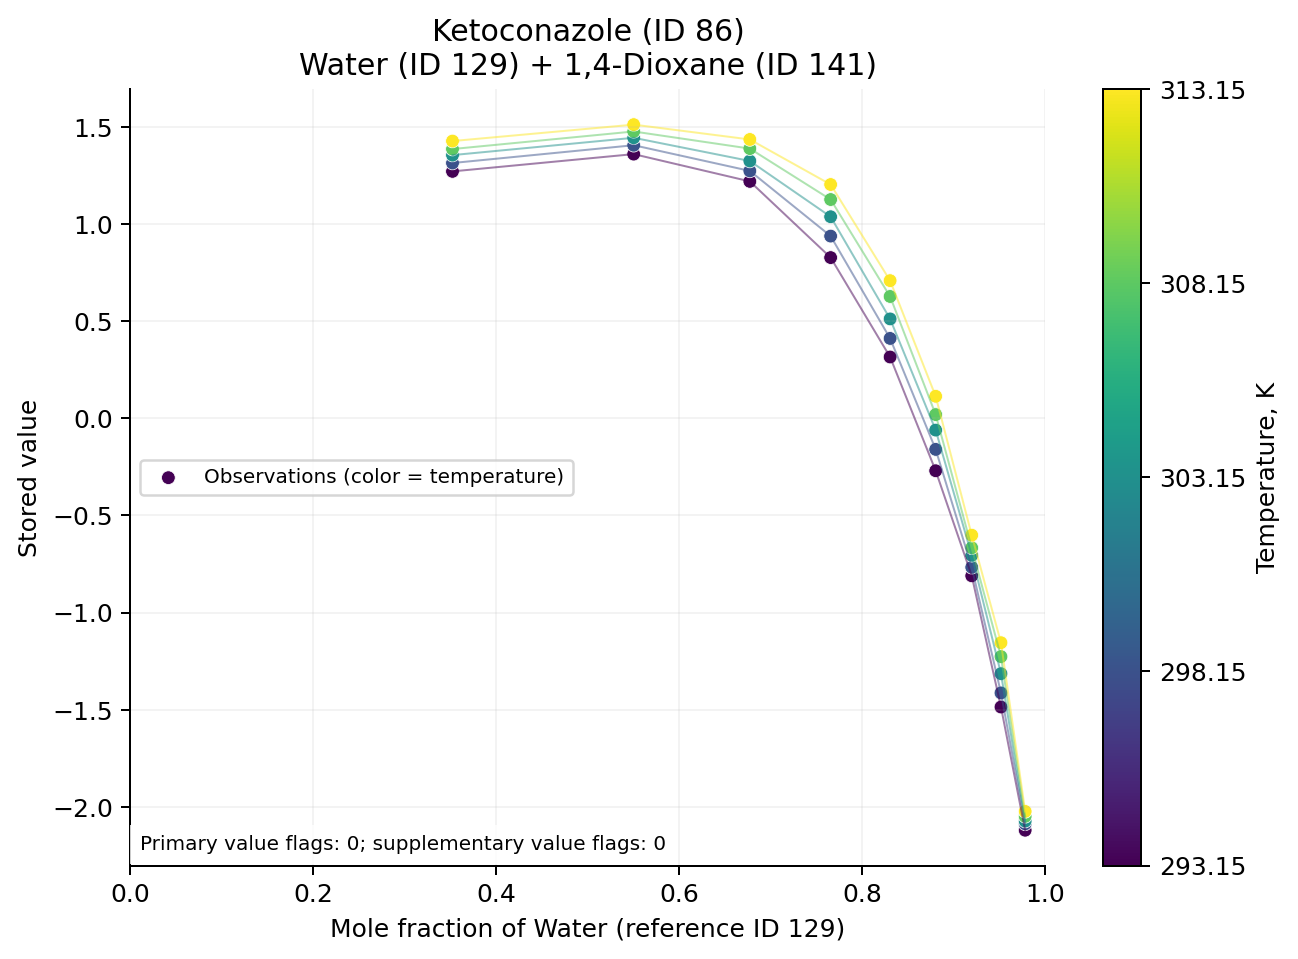 Ketoconazole (ID 86)
Water (ID 129) + 1,4-Dioxane (ID 141)
Stored value
1.5
1.0
0.5
0.0
−0.5
−1.0
−1.5
−2.0
Observations (color = temperature)
Primary value flags: 0; supplementary value flags: 0
0.0 0.2 0.4 0.6 0.8 1.0
Mole fraction of Water (reference ID 129)
313.15
308.15
303.15
298.15
293.15
Temperature, K